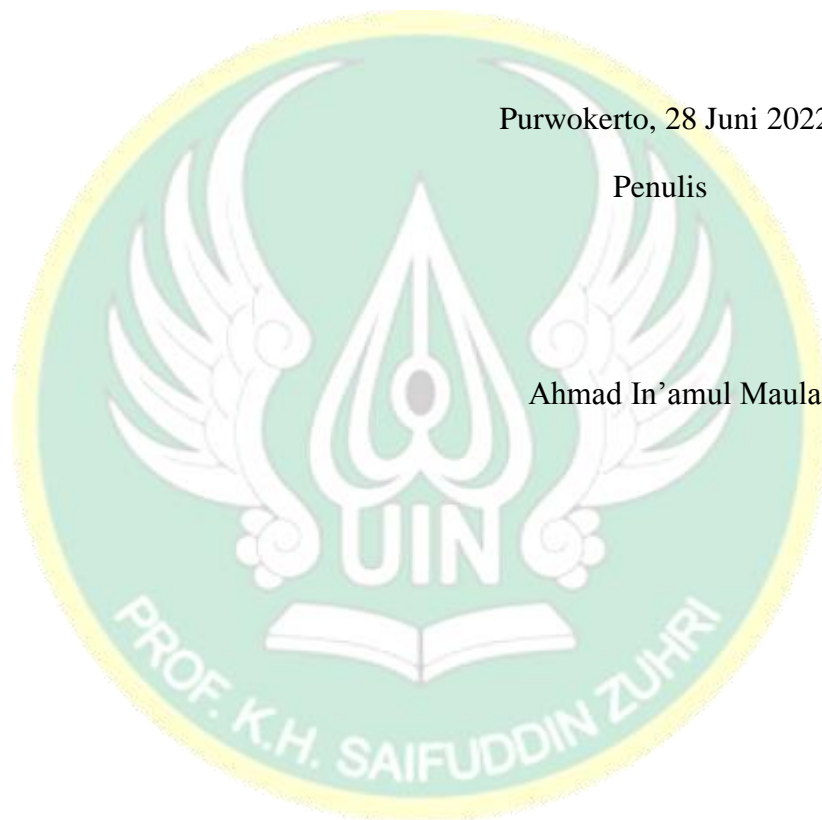 Purwokerto, 28 Juni 2022
Penulis
Ahmad In’amul Maula
UIN
PROF. K.H. SAIFUDDIN ZUHRI